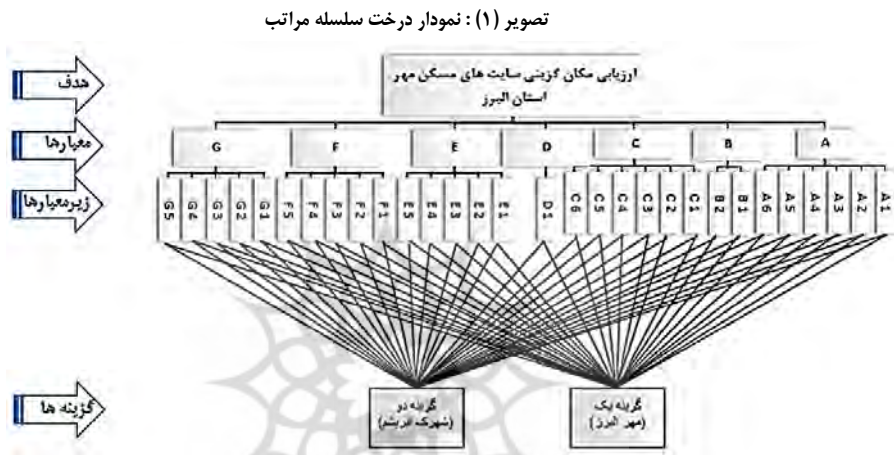 تصویر (۱) : نمودار درخت سلسله مراتب
هدف
ارزیابی مکان گزینی سایت های مسکن مهر
استان البرز
معیارها
A B C D E F G
زیرمعیارها
A1 A2 A3 A4 A5 A6 B1 B2 C1 C2 C3 C4 C5 C6 D1 E1 E2 E3 E4 E5 F1 F2 F3 F4 F5 G1 G2 G3 G4 G5
گزینه ها
گزینه یک
(مهر البرز)
گزینه دو
(شهرک ابریشم)